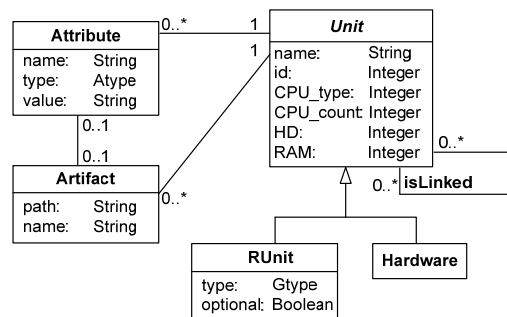 Attribute
name: String
type: Atype
value: String
0..*
1
1
Unit
name: String
id: Integer
CPU_type: Integer
CPU_count: Integer
HD: Integer
RAM: Integer
0..1
0..1
Artifact
path: String
name: String
0..*
0..*
0..*
isLinked
RUnit
type: Gtype
optional: Boolean
Hardware